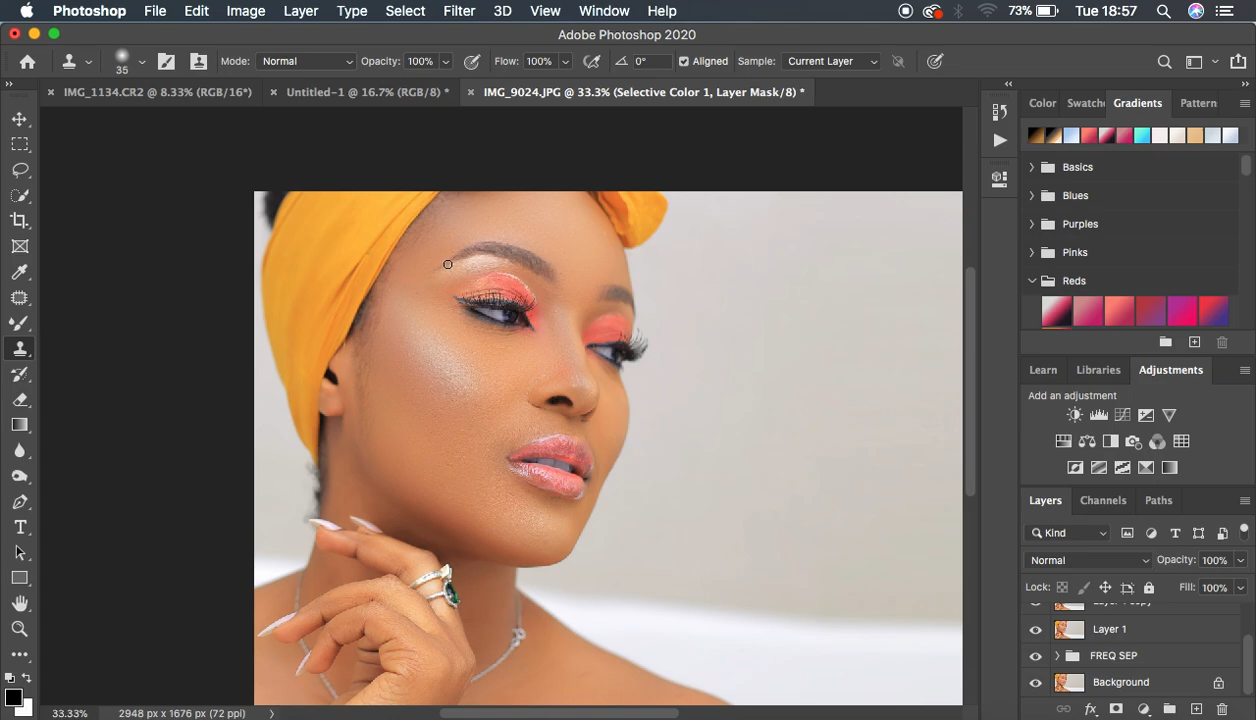 Photoshop File Edit Image Layer Type Select Filter 3D View Window Help 73% Tue 18:57
Adobe Photoshop 2020
35 Mode: Normal Opacity: 100% Flow: 100% 0° Aligned Sample: Current Layer
IMG_1134.CR2 @ 8.33% (RGB/16*) Untitled-1 @ 16.7% (RGB/8) * IMG_9024.JPG @ 33.3% (Selective Color 1, Layer Mask/8) *
Color Swatche Gradients Pattern
Basics
Blues
Purples
Pinks
Reds
Learn Libraries Adjustments
Add an adjustment
Layers Channels Paths
Kind
Normal Opacity: 100%
Lock: Fill: 100%
Layer 1
FREQ SEP
Background
33.33% 2948 px x 1676 px (72 ppi)